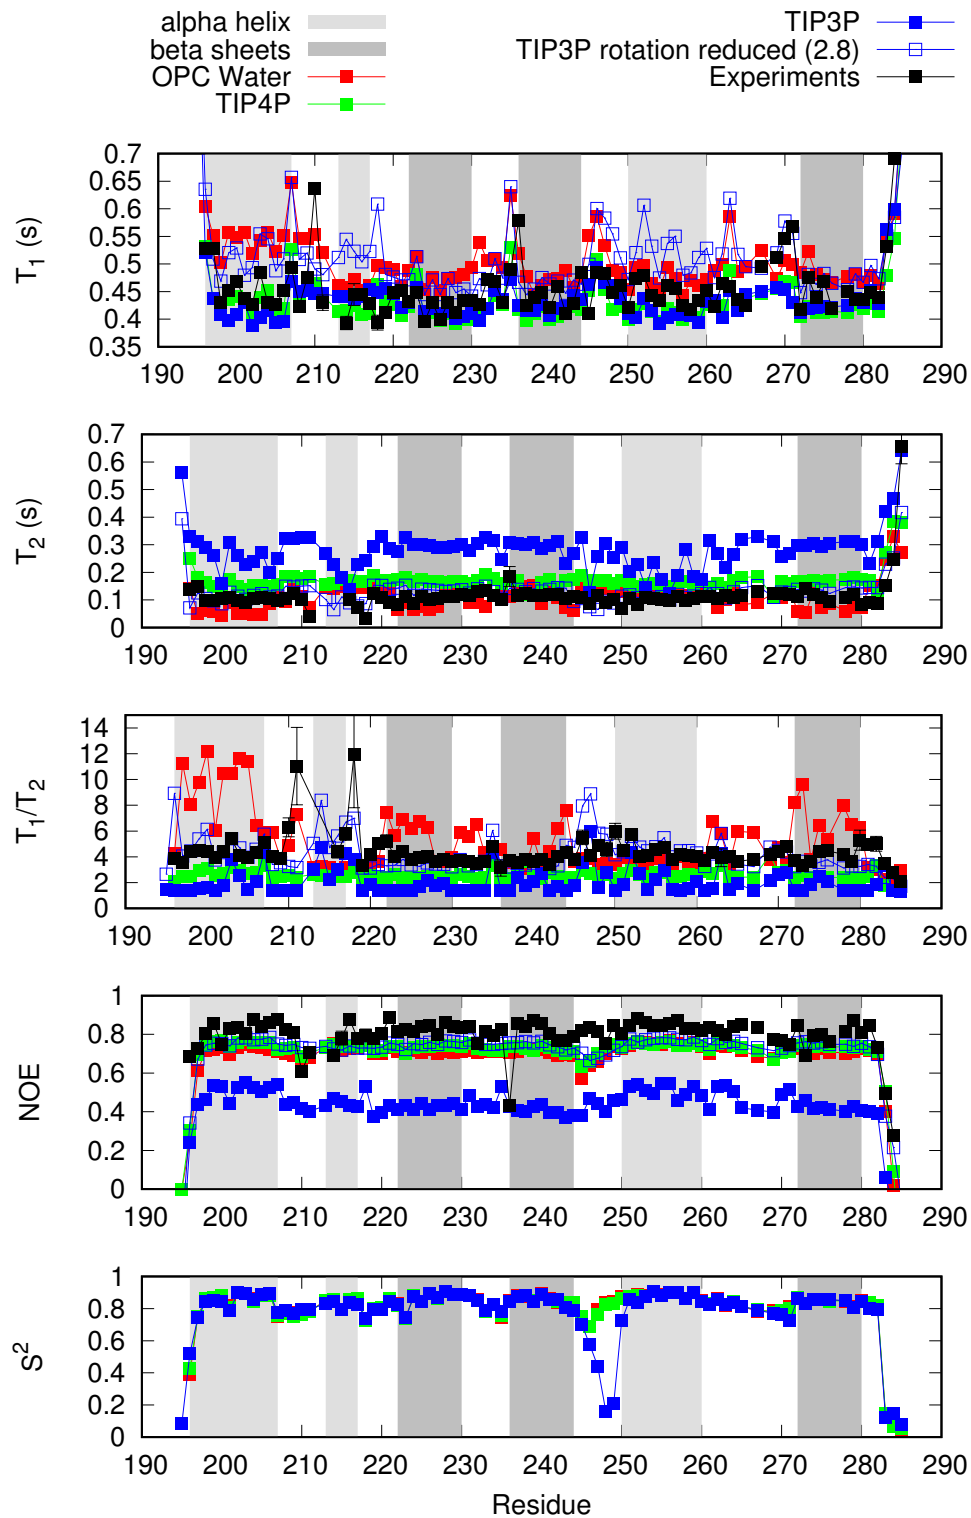 alpha helix
beta sheets
OPC Water
TIP4P
TIP3P
TIP3P rotation reduced (2.8)
Experiments
T1 (s)
0.7
0.65
0.6
0.55
0.5
0.45
0.4
0.35
190 200 210 220 230 240 250 260 270 280 290
T2 (s)
0.7
0.6
0.5
0.4
0.3
0.2
0.1
0
190 200 210 220 230 240 250 260 270 280 290
T1/T2
14
12
10
8
6
4
2
0
190 200 210 220 230 240 250 260 270 280 290
NOE
1
0.8
0.6
0.4
0.2
0
190 200 210 220 230 240 250 260 270 280 290
S2
1
0.8
0.6
0.4
0.2
0
190 200 210 220 230 240 250 260 270 280 290
Residue